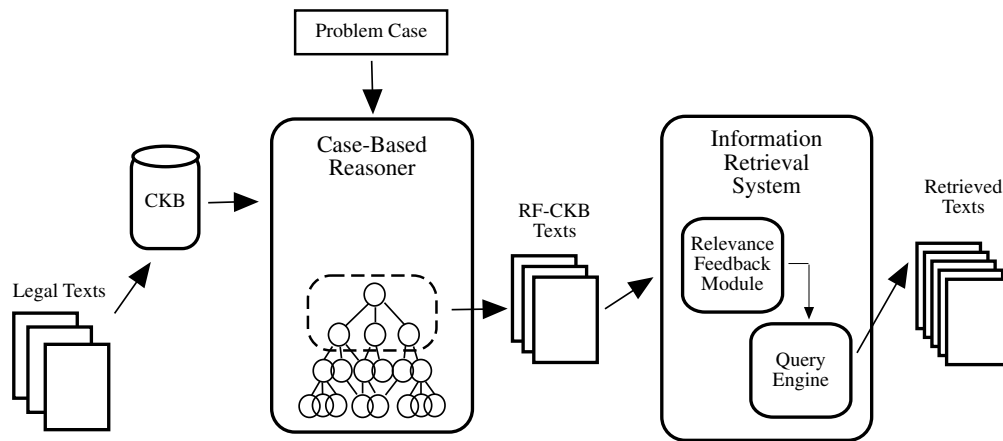 Problem Case
Case-Based
Reasoner
CKB
Legal Texts
RF-CKB
Texts
Information
Retrieval
System
Relevance
Feedback
Module
Query
Engine
Retrieved
Texts